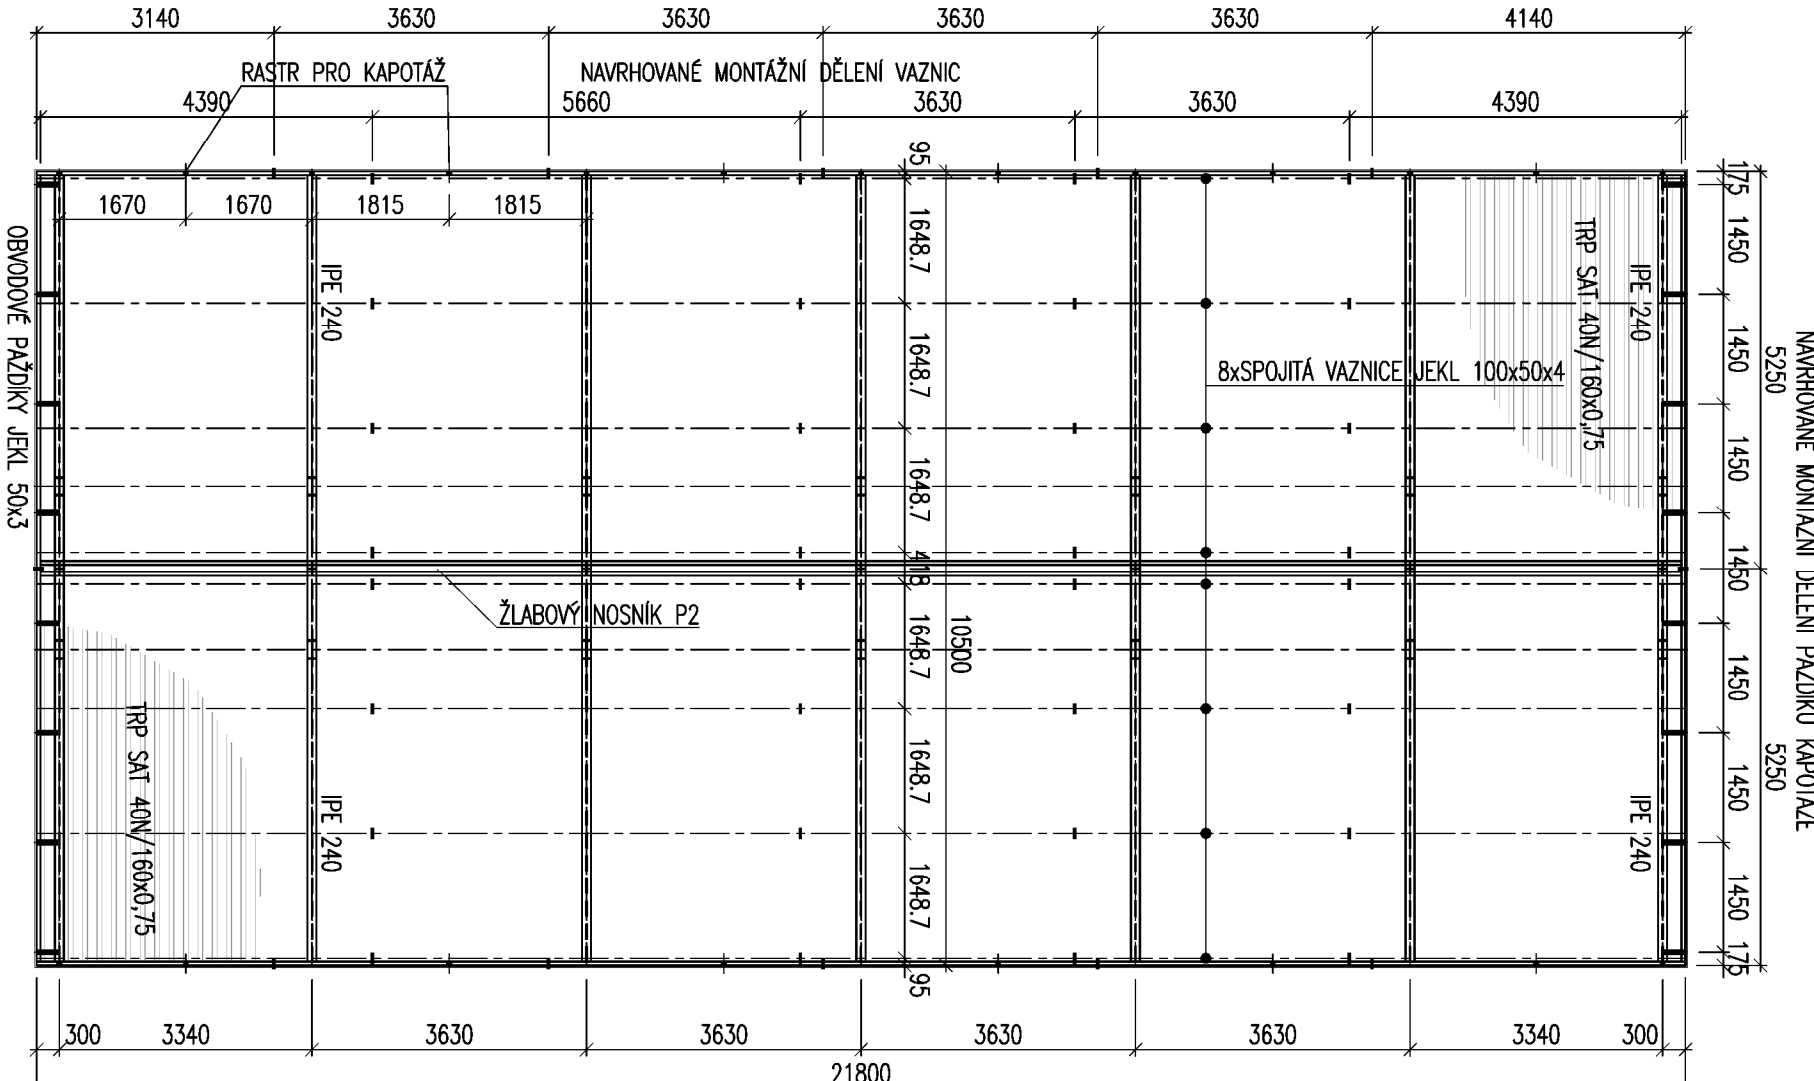 3140 3630 3630 3630 3630 4140
RASTR PRO KAPOTÁŽ
NAVRHOVANÉ MONTÁŽNÍ DĚLENÍ VAZNIC
4390 5660 3630 3630 4390
95
175
1670 1670 1815 1815
1648.7
1648.7
1648.7
1648.7
418
1648.7
1648.7
1648.7
95
10500
IPE 240
IPE 240
TRP SAT 40N/160x0,75
8xSPOJITÁ VAZNICE JEKL 100x50x4
OBVODOVÉ PAŽDÍKY JEKL 50x3
ŽLABOVÝ NOSNÍK P2
TRP SAT 40N/160x0,75
IPE 240
IPE 240
1450
1450
1450
1450
1450
1450
1450
175
5250
5250
NAVRHOVANÉ MONTÁŽNÍ DĚLENÍ PAŽDÍKŮ KAPOTÁŽE
300 3340 3630 3630 3630 3630 3340 300
21800